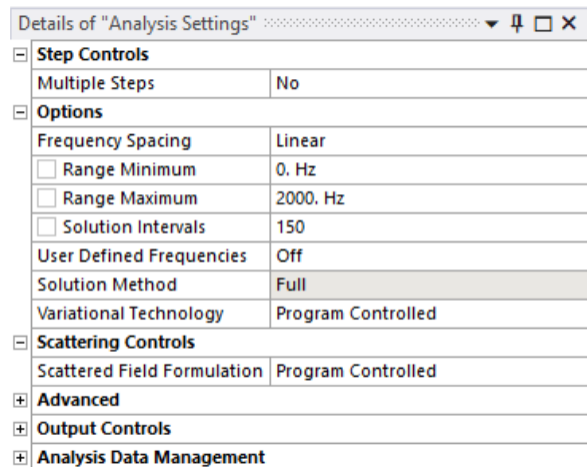 Details of "Analysis Settings"
Step Controls
Multiple Steps No
Options
Frequency Spacing Linear
Range Minimum 0. Hz
Range Maximum 2000. Hz
Solution Intervals 150
User Defined Frequencies Off
Solution Method Full
Variational Technology Program Controlled
Scattering Controls
Scattered Field Formulation Program Controlled
Advanced
Output Controls
Analysis Data Management